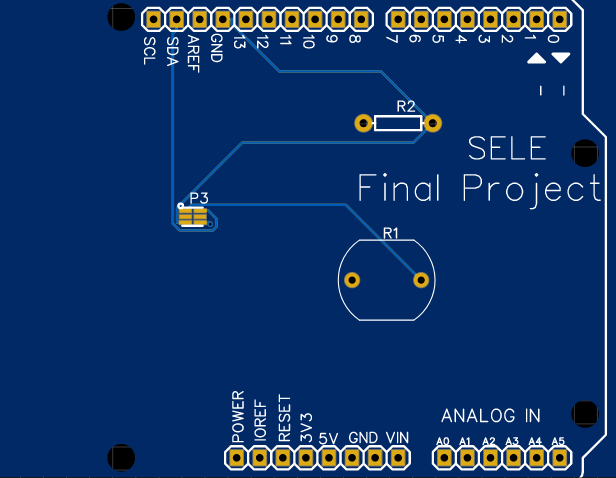 SCL
SDA
AREF
GND
13
12
11
10
9
8
7
6
5
4
3
2
1
0
R2
SELE
Final Project
P3
R1
POWER
IOREF
RESET
3V3
5V
GND
VIN
ANALOG IN
A0 A1 A2 A3 A4 A5